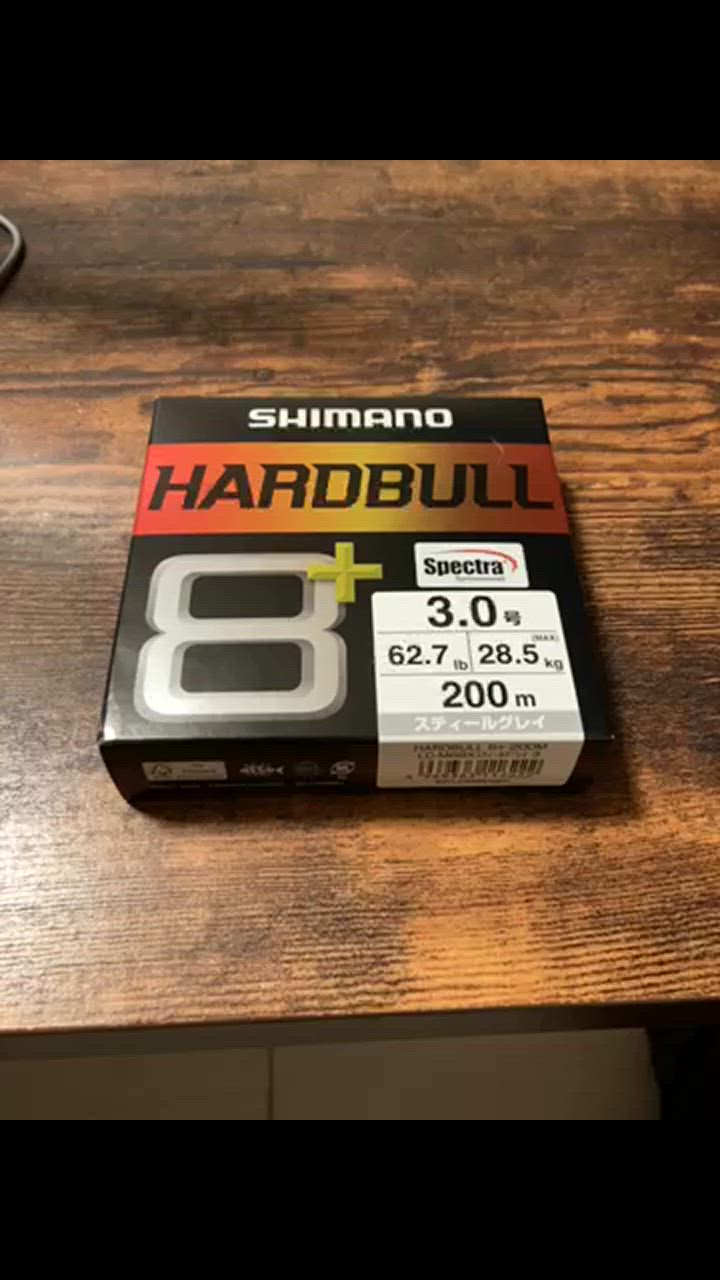 SHIMANO
HARDBULL
8+
Spectra
3.0号
(MAX)
62.7 lb 28.5 kg
200 m
スティールグレイ
HARDBULL 8+ 200M